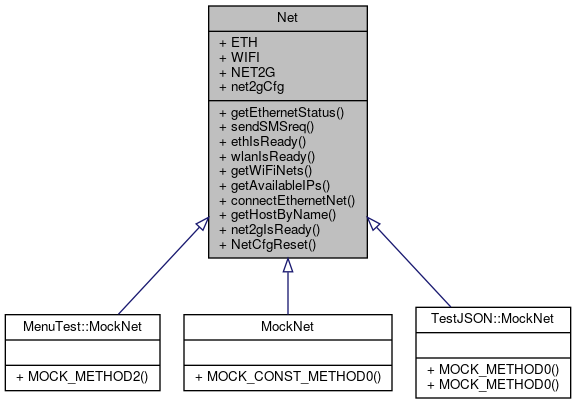 Net
+ ETH
+ WIFI
+ NET2G
+ net2gCfg
+ getEthernetStatus()
+ sendSMSreq()
+ ethIsReady()
+ wlanIsReady()
+ getWiFiNets()
+ getAvailableIPs()
+ connectEthernetNet()
+ getHostByName()
+ net2gIsReady()
+ NetCfgReset()
MenuTest::MockNet
+ MOCK_METHOD2()
MockNet
+ MOCK_CONST_METHOD0()
TestJSON::MockNet
+ MOCK_METHOD0()
+ MOCK_METHOD0()